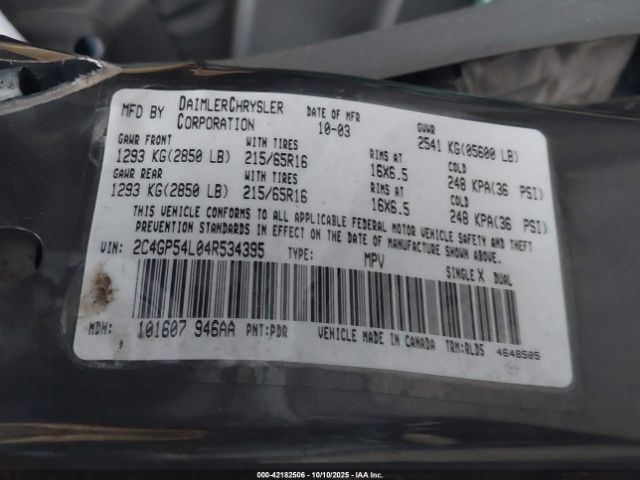 MFD BY DAIMLERCHRYSLER CORPORATION DATE OF MFR 10-03 GVWR 2541 KG(05600 LB)
GAWR FRONT WITH TIRES RIMS AT COLD
1293 KG(2850 LB) 215/65R16 16X6.5 248 KPA(36 PSI)
GAWR REAR WITH TIRES RIMS AT COLD
1293 KG(2850 LB) 215/65R16 16X6.5 248 KPA(36 PSI)
THIS VEHICLE CONFORMS TO ALL APPLICABLE FEDERAL MOTOR VEHICLE SAFETY AND THEFT
PREVENTION STANDARDS IN EFFECT ON THE DATE OF MANUFACTURE SHOWN ABOVE.
VIN: 2C4GP54L04R534395 TYPE: MPV SINGLE X DUAL
MDH: 101607 946AA PNT:PDR VEHICLE MADE IN CANADA TRM:RLD5 4648505
000-42182506 - 10/10/2025 - IAA Inc.